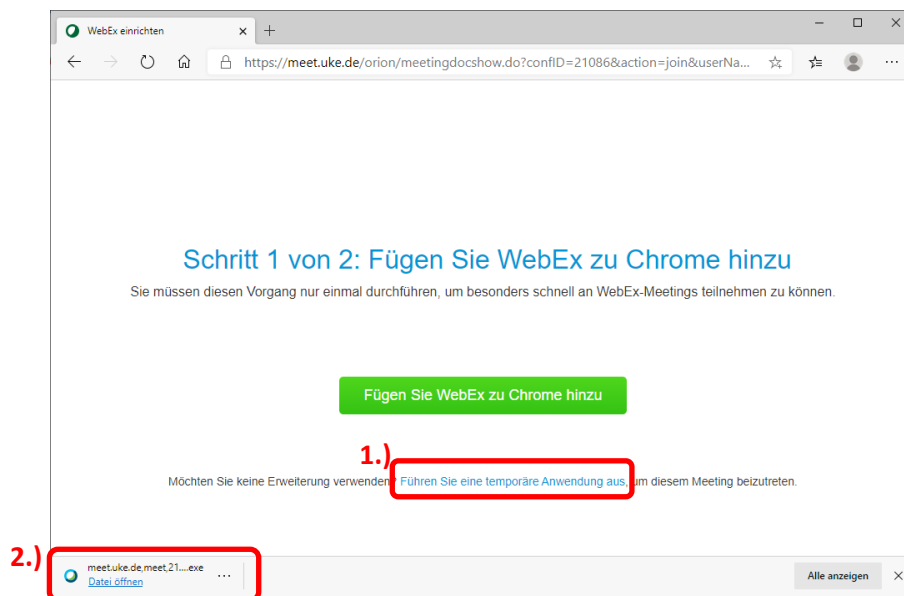 WebEx einrichten
https://meet.uke.de/orion/meetingdocshow.do?confID=21086&action=join&userNa...
Schritt 1 von 2: Fügen Sie WebEx zu Chrome hinzu
Sie müssen diesen Vorgang nur einmal durchführen, um besonders schnell an WebEx-Meetings teilnehmen zu können.
Fügen Sie WebEx zu Chrome hinzu
1.)
Möchten Sie keine Erweiterung verwenden? Führen Sie eine temporäre Anwendung aus, um diesem Meeting beizutreten.
2.)
meet.uke.de,meet,21....exe
Datei öffnen
Alle anzeigen